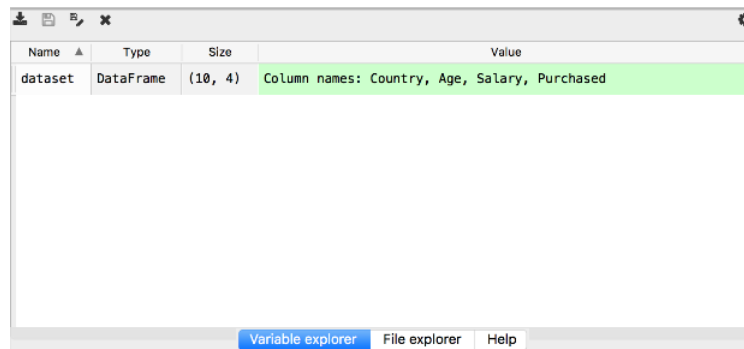 Name Type Size Value
dataset DataFrame (10, 4) Column names: Country, Age, Salary, Purchased
Variable explorer File explorer Help